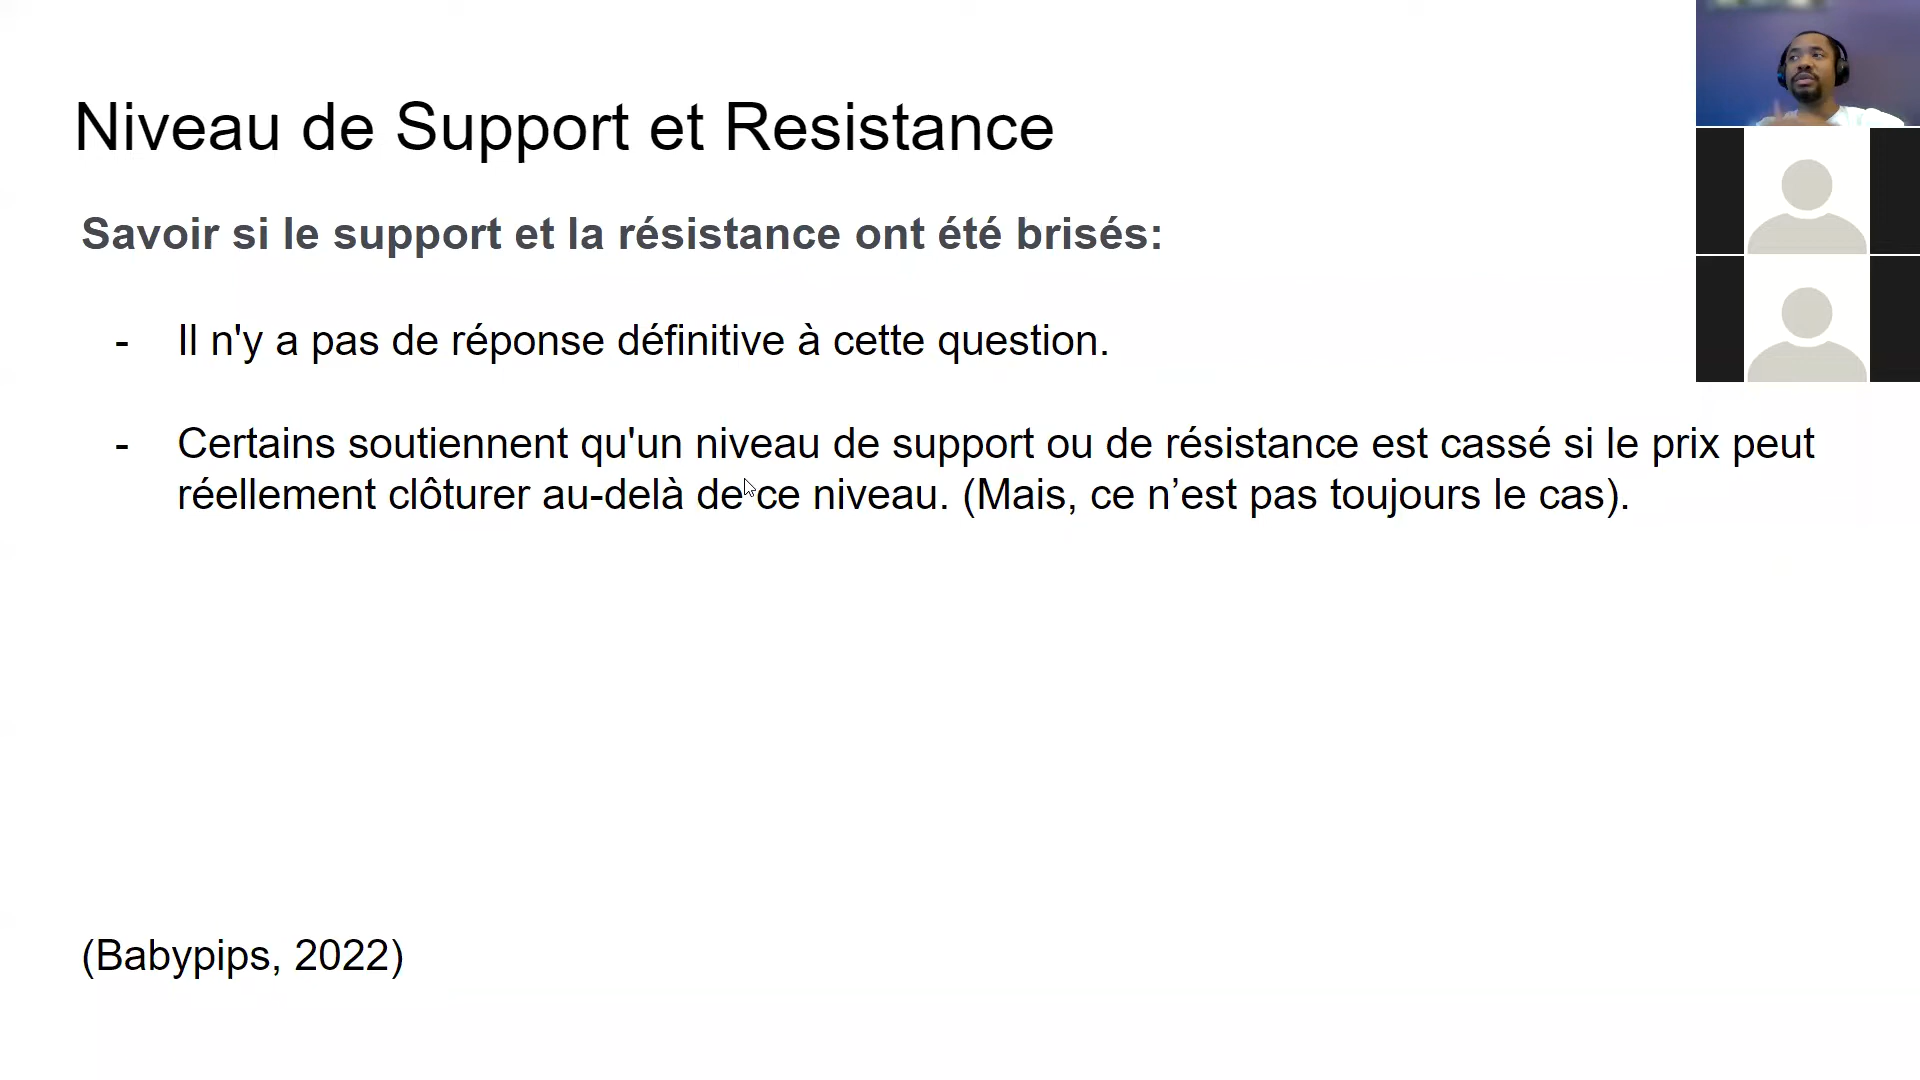 Niveau de Support et Resistance
Savoir si le support et la résistance ont été brisés:
- Il n'y a pas de réponse définitive à cette question.
- Certains soutiennent qu'un niveau de support ou de résistance est cassé si le prix peut
réellement clôturer au-delà de ce niveau. (Mais, ce n’est pas toujours le cas).
(Babypips, 2022)